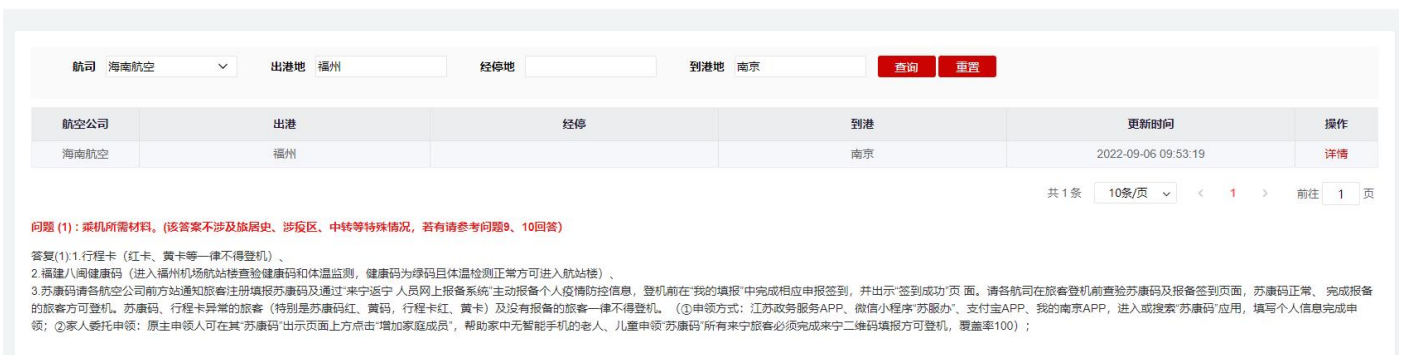 航司 海南航空 出港地 福州 经停地 到港地 南京 查询 重置
航空公司 出港 经停 到港 更新时间 操作
海南航空 福州 南京 2022-09-06 09:53:19 详情
共1条 10条/页 < 1 > 前往 1 页
问题 (1) : 乘机所需材料。(该答案不涉及旅居史、涉疫区、中转等特殊情况，若有请参考问题9、10回答)
答复(1):1.行程卡（红卡、黄卡等一律不得登机）、
2.福建八闽健康码（进入福州机场航站楼查验健康码和体温监测，健康码为绿码且体温检测正常方可进入航站楼）、
3.苏康码请各航空公司前方站通知旅客注册填报苏康码及通过“来宁返宁 人员网上报备系统”主动报备个人疫情防控信息，登机前在“我的填报”中完成相应申报签到，并出示“签到成功”页 面。请各航司在旅客登机前查验苏康码及报备签到页面，苏康码正常、 完成报备
的旅客方可登机。苏康码、行程卡异常的旅客（特别是苏康码红、黄码，行程卡红、黄卡）及没有报备的旅客一律不得登机。（①申领方式：江苏政务服务APP、微信小程序“苏服办”、支付宝APP、我的南京APP，进入或搜索“苏康码”应用，填写个人信息完成申
领；②家人委托申领：原主申领人可在其“苏康码”出示页面上方点击“增加家庭成员”，帮助家中无智能手机的老人、儿童申领“苏康码”所有来宁旅客必须完成来宁二维码填报方可登机，覆盖率100）;